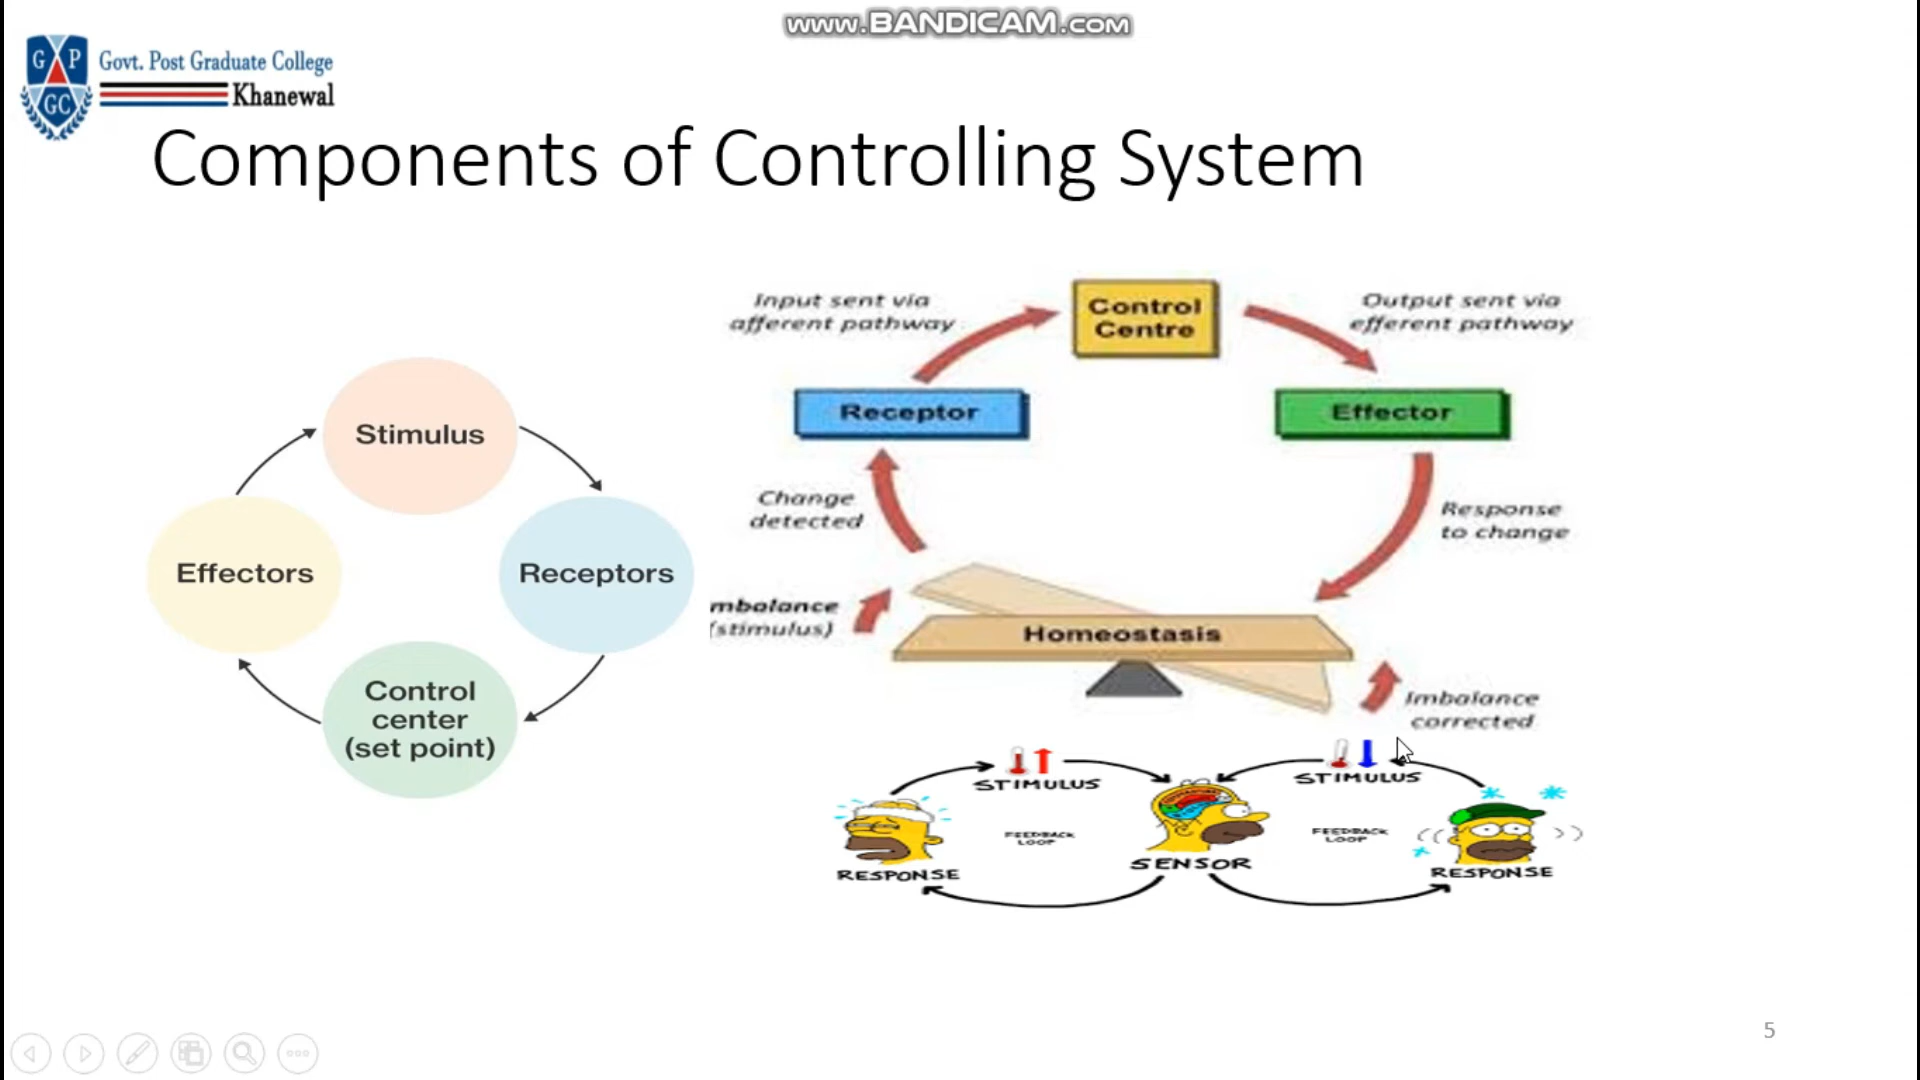 www.BANDICAM.com
G P
GC
Govt. Post Graduate College
Khanewal
Components of Controlling System
Stimulus
Effectors
Receptors
Control
center
(set point)
Input sent via
afferent pathway
Control
Centre
Output sent via
efferent pathway
Receptor
Effector
Change
detected
Response
to change
mbalance
(stimulus)
Homeostasis
Imbalance
corrected
STIMULUS
STIMULUS
FEEDBACK
LOOP
FEEDBACK
LOOP
SENSOR
RESPONSE
RESPONSE
5